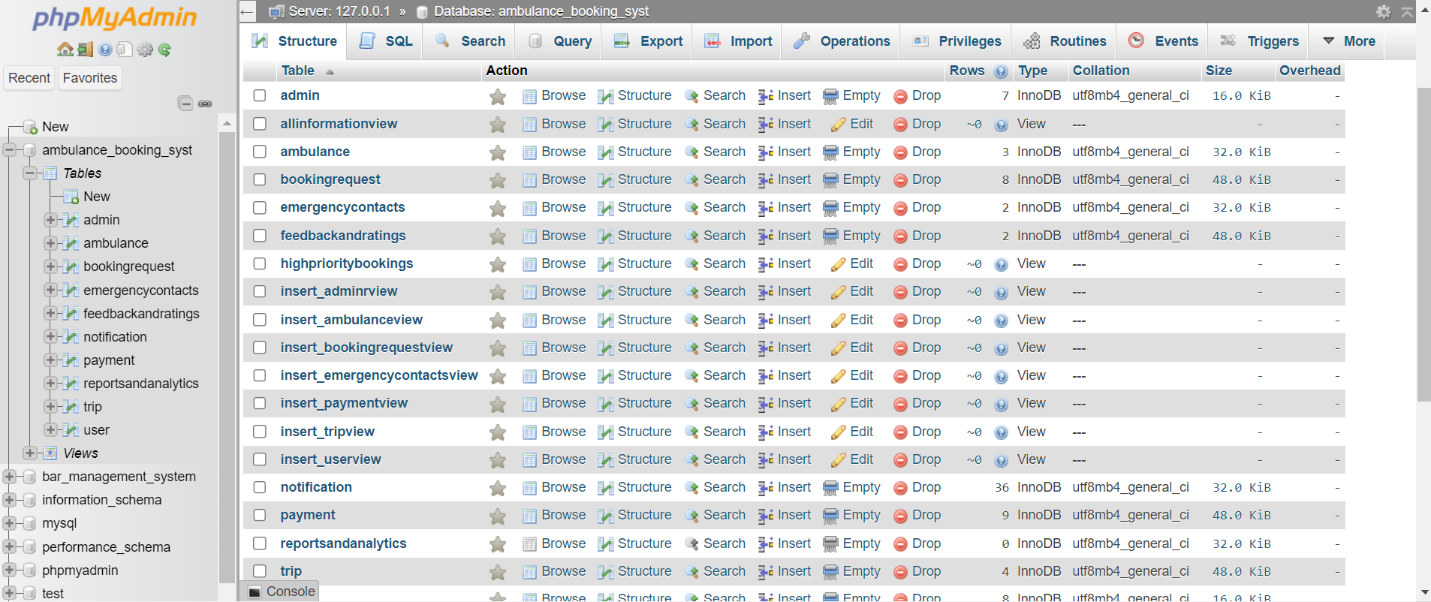 phpMyAdmin
Recent Favorites
New
ambulance_booking_syst
Tables
New
admin
ambulance
bookingrequest
emergencycontacts
feedbackandratings
notification
payment
reportsandanalytics
trip
user
Views
bar_management_system
information_schema
mysql
performance_schema
phpmyadmin
test
Server: 127.0.0.1 » Database: ambulance_booking_syst
Structure SQL Search Query Export Import Operations Privileges Routines Events Triggers More
Table Action Rows Type Collation Size Overhead
admin Browse Structure Search Insert Empty Drop 7 InnoDB utf8mb4_general_ci 16.0 KiB -
allinformationview Browse Structure Search Insert Edit Drop ~0 View --- - -
ambulance Browse Structure Search Insert Empty Drop 3 InnoDB utf8mb4_general_ci 32.0 KiB -
bookingrequest Browse Structure Search Insert Empty Drop 8 InnoDB utf8mb4_general_ci 48.0 KiB -
emergencycontacts Browse Structure Search Insert Empty Drop 2 InnoDB utf8mb4_general_ci 32.0 KiB -
feedbackandratings Browse Structure Search Insert Empty Drop 2 InnoDB utf8mb4_general_ci 48.0 KiB -
highprioritybookings Browse Structure Search Insert Edit Drop ~0 View --- - -
insert_adminrview Browse Structure Search Insert Edit Drop ~0 View --- - -
insert_ambulanceview Browse Structure Search Insert Edit Drop ~0 View --- - -
insert_bookingrequestview Browse Structure Search Insert Edit Drop ~0 View --- - -
insert_emergencycontactsview Browse Structure Search Insert Edit Drop ~0 View --- - -
insert_paymentview Browse Structure Search Insert Edit Drop ~0 View --- - -
insert_tripview Browse Structure Search Insert Edit Drop ~0 View --- - -
insert_userview Browse Structure Search Insert Edit Drop ~0 View --- - -
notification Browse Structure Search Insert Empty Drop 36 InnoDB utf8mb4_general_ci 32.0 KiB -
payment Browse Structure Search Insert Empty Drop 9 InnoDB utf8mb4_general_ci 48.0 KiB -
reportsandanalytics Browse Structure Search Insert Empty Drop 0 InnoDB utf8mb4_general_ci 32.0 KiB -
trip Browse Structure Search Insert Empty Drop 4 InnoDB utf8mb4_general_ci 48.0 KiB -
Console Browse Structure Search Insert Empty Drop 8 InnoDB utf8mb4_general_ci 16.0 KiB -